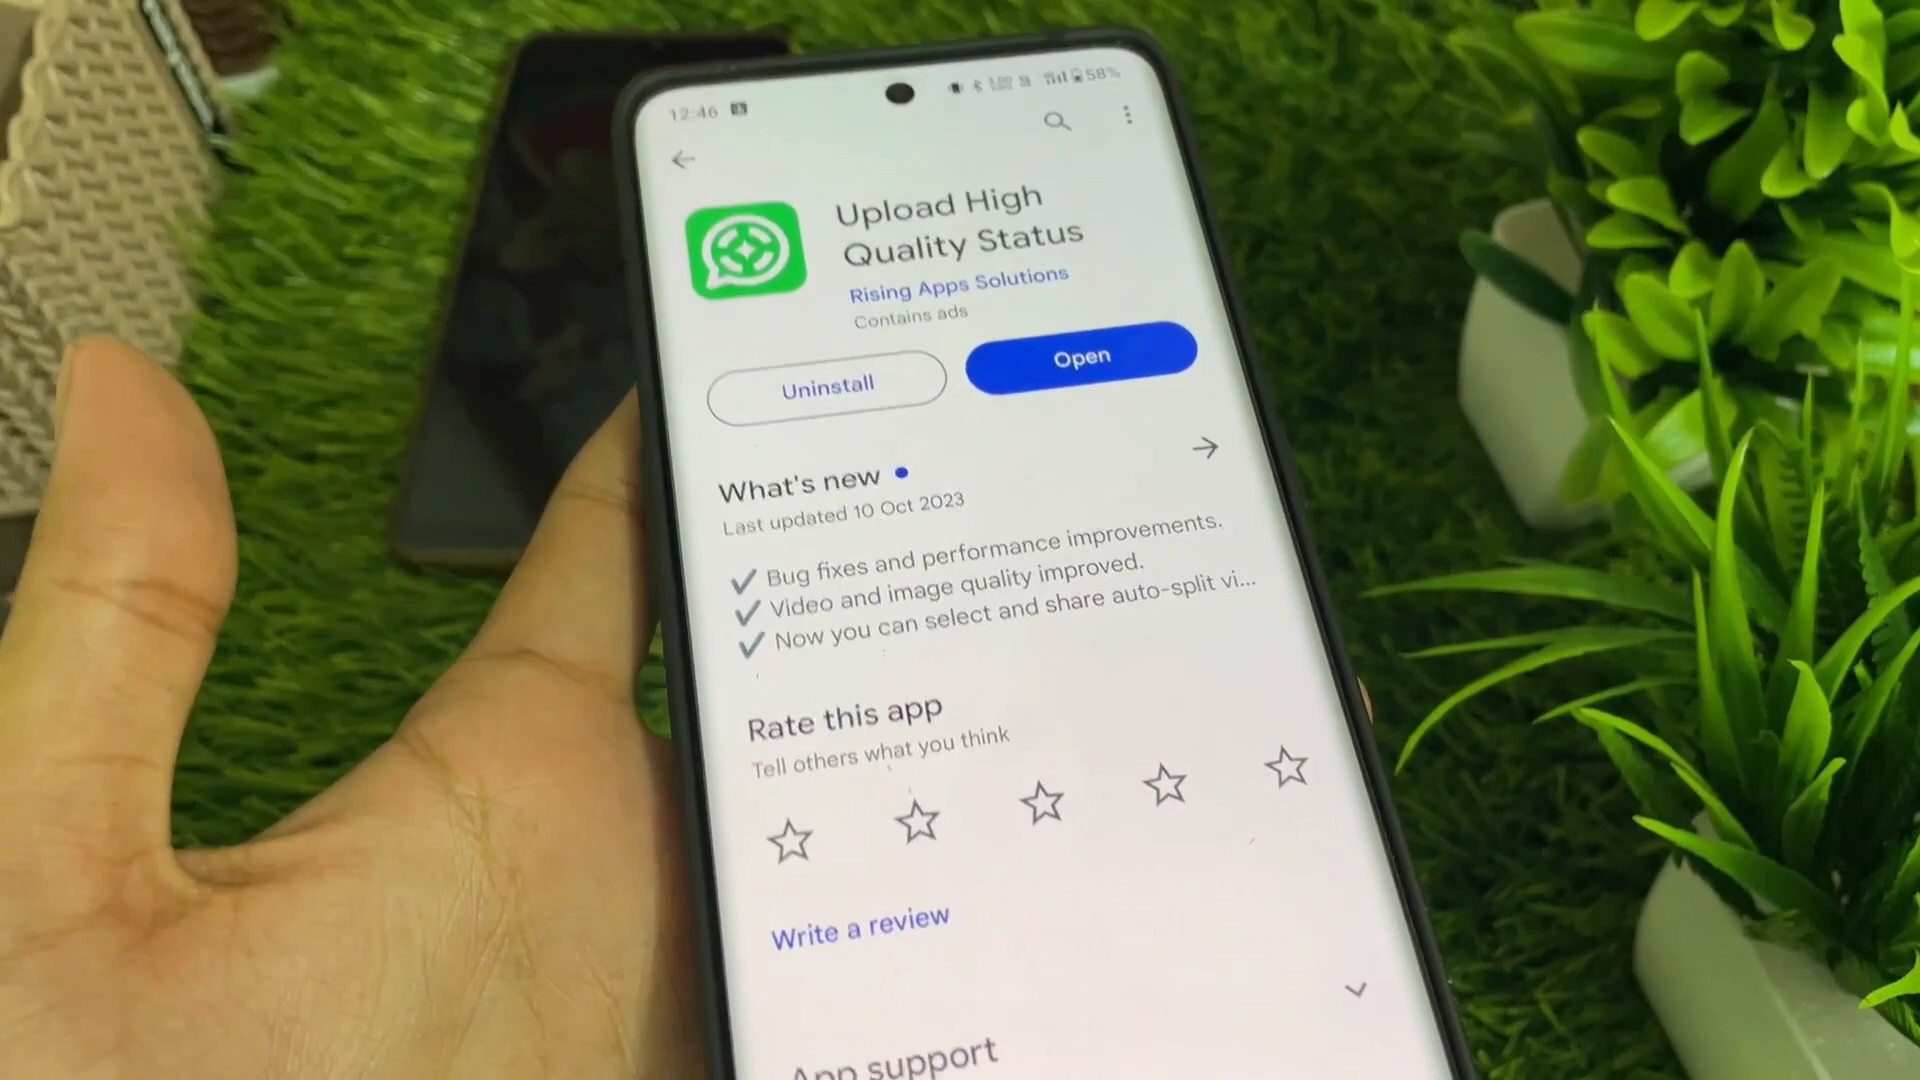 12:46
58%
Upload High
Quality Status
Rising Apps Solutions
Contains ads
Uninstall
Open
What's new
Last updated 10 Oct 2023
✔ Bug fixes and performance improvements.
✔ Video and image quality improved.
✔ Now you can select and share auto-split vi...
Rate this app
Tell others what you think
Write a review
App support